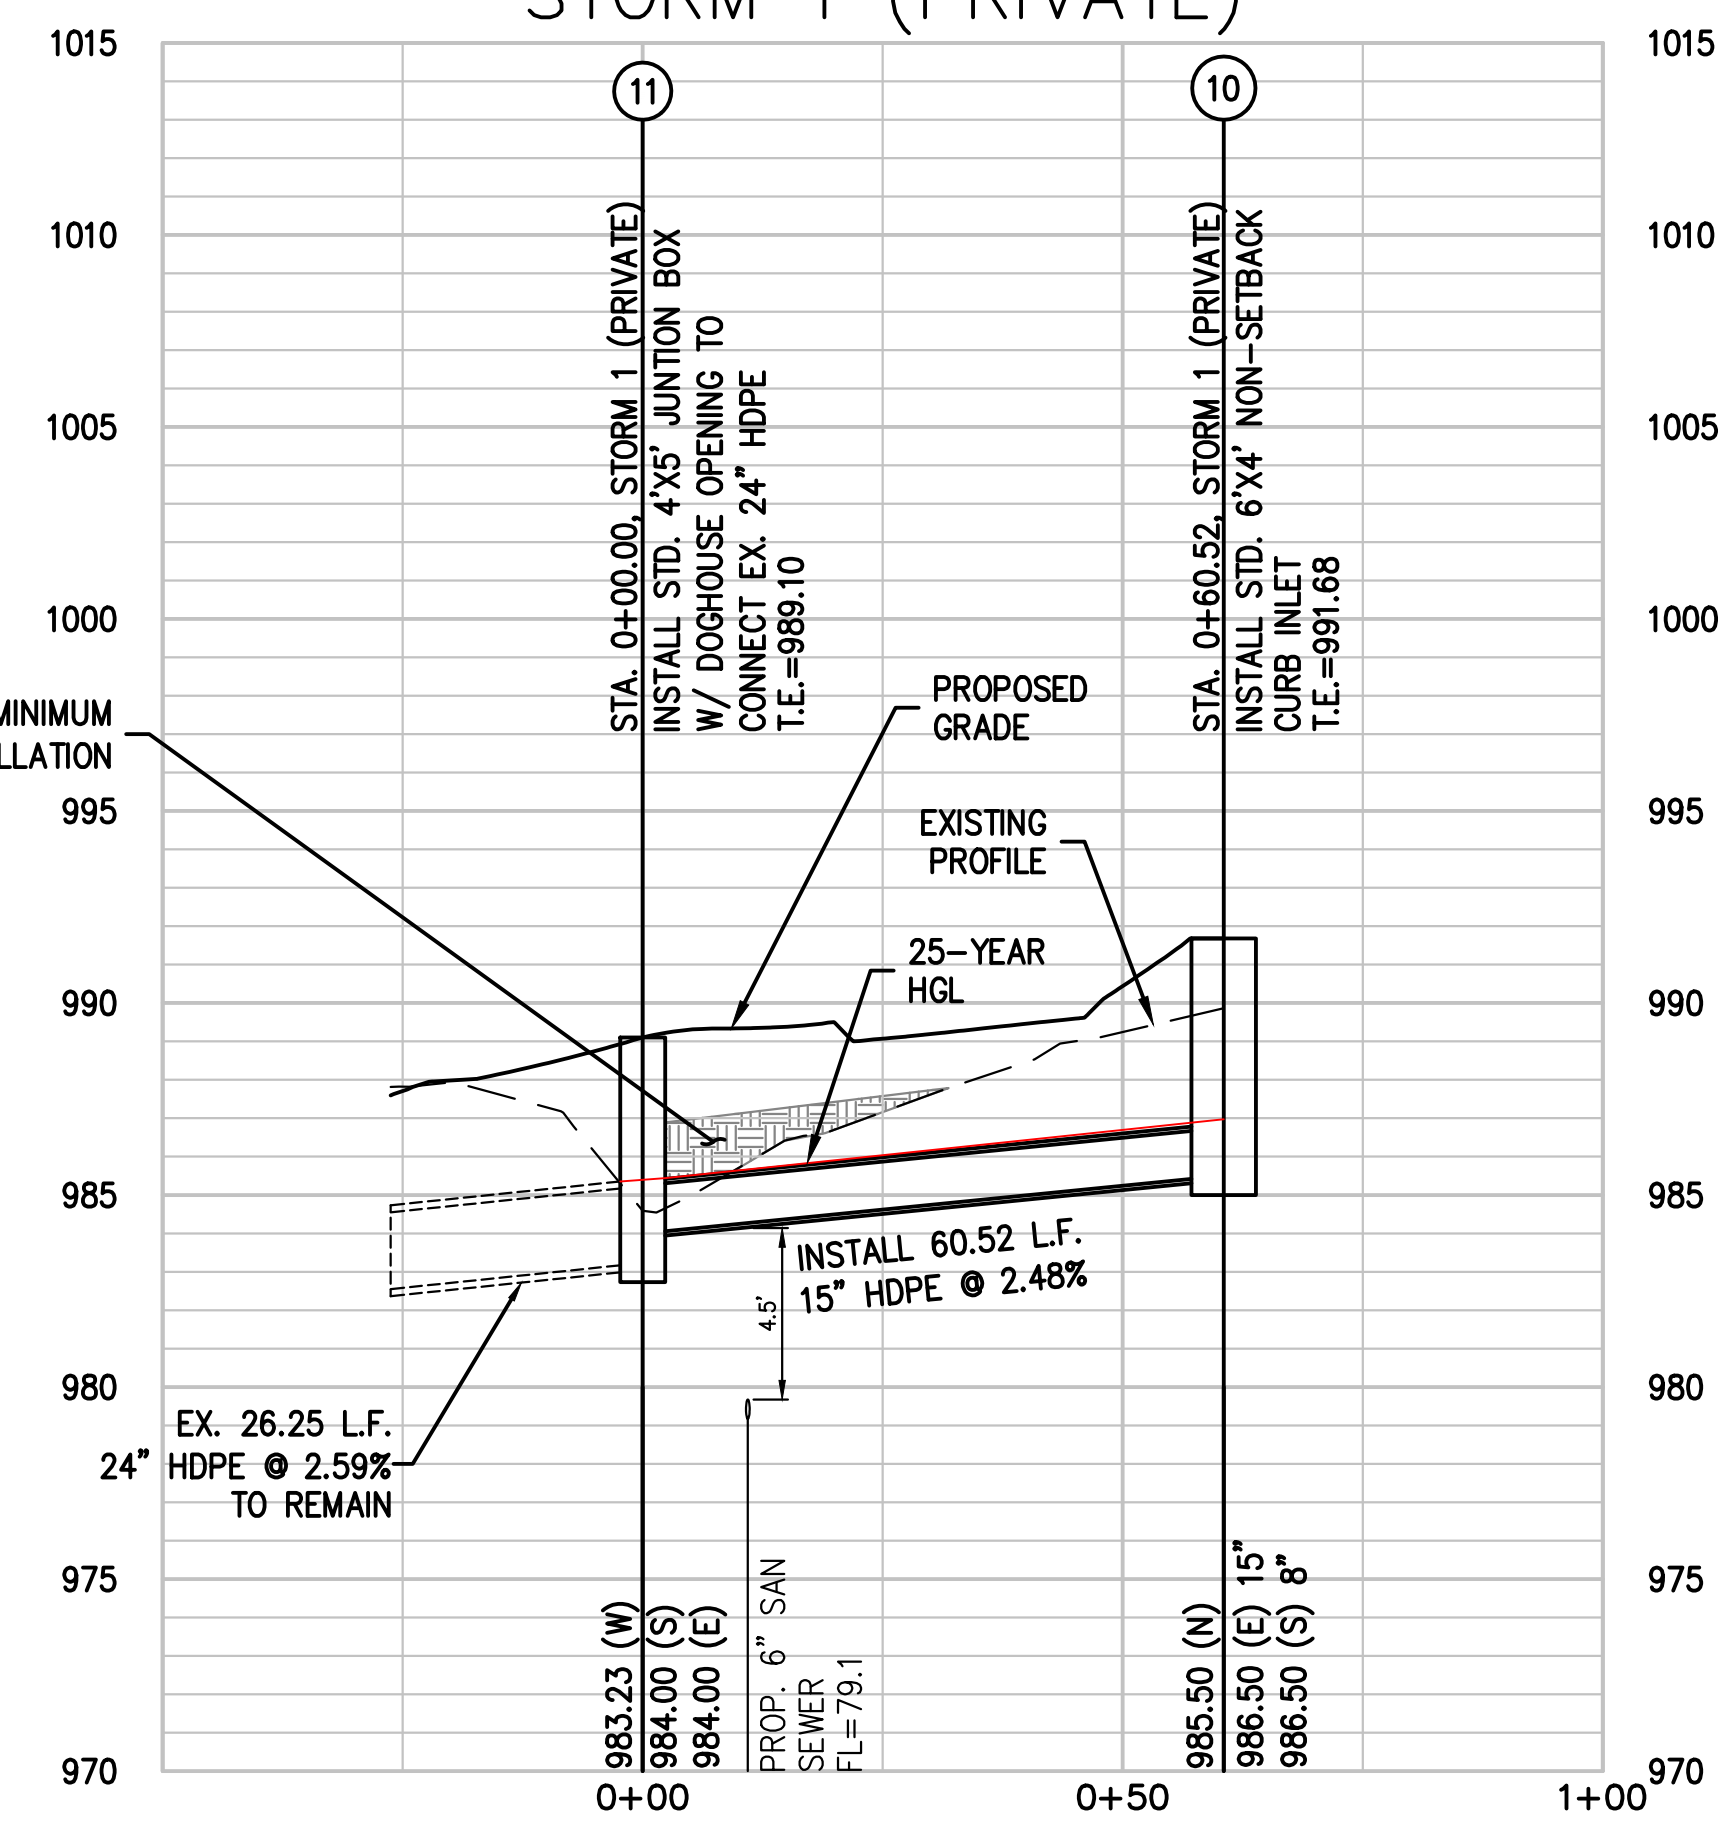 STORM 1 (PRIVATE)
1015
1015
11
10
1010
1010
1005
1005
1000
1000
995
995
990
990
985
985
980
980
975
975
970
970
STA. 0+00.00, STORM 1 (PRIVATE)
INSTALL STD. 4'X5' JUNTION BOX
W/ DOGHOUSE OPENING TO
CONNECT EX. 24" HDPE
T.E.=989.10
STA. 0+60.52, STORM 1 (PRIVATE)
INSTALL STD. 6'X4' NON-SETBACK
CURB INLET
T.E.=991.68
MINIMUM
LLATION
PROPOSED
GRADE
EXISTING
PROFILE
25-YEAR
HGL
INSTALL 60.52 L.F.
15" HDPE @ 2.48%
4.5'
EX. 26.25 L.F.
24" HDPE @ 2.59%
TO REMAIN
983.23 (W)
984.00 (S)
984.00 (E)
PROP. 6" SAN
SEWER
FL=79.1
985.50 (N)
986.50 (E) 15"
986.50 (S) 8"
0+00
0+50
1+00